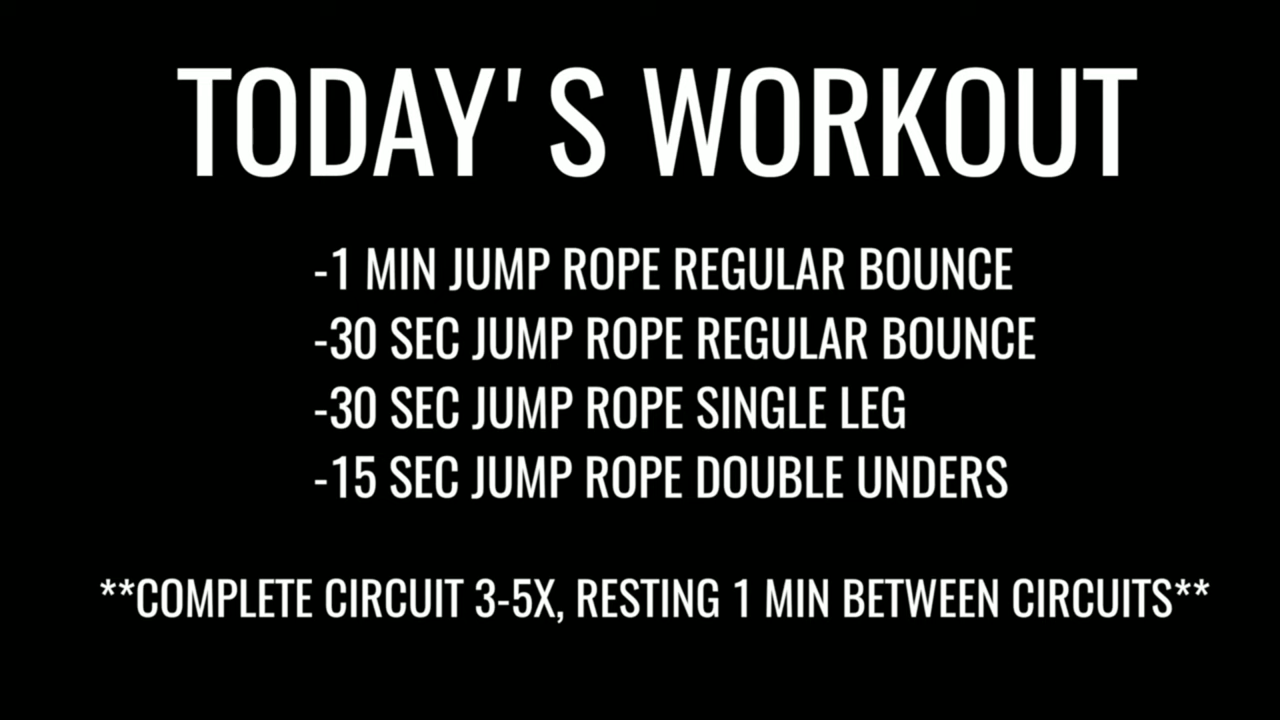 TODAY'S WORKOUT
-1 MIN JUMP ROPE REGULAR BOUNCE
-30 SEC JUMP ROPE REGULAR BOUNCE
-30 SEC JUMP ROPE SINGLE LEG
-15 SEC JUMP ROPE DOUBLE UNDERS
**COMPLETE CIRCUIT 3-5X, RESTING 1 MIN BETWEEN CIRCUITS**